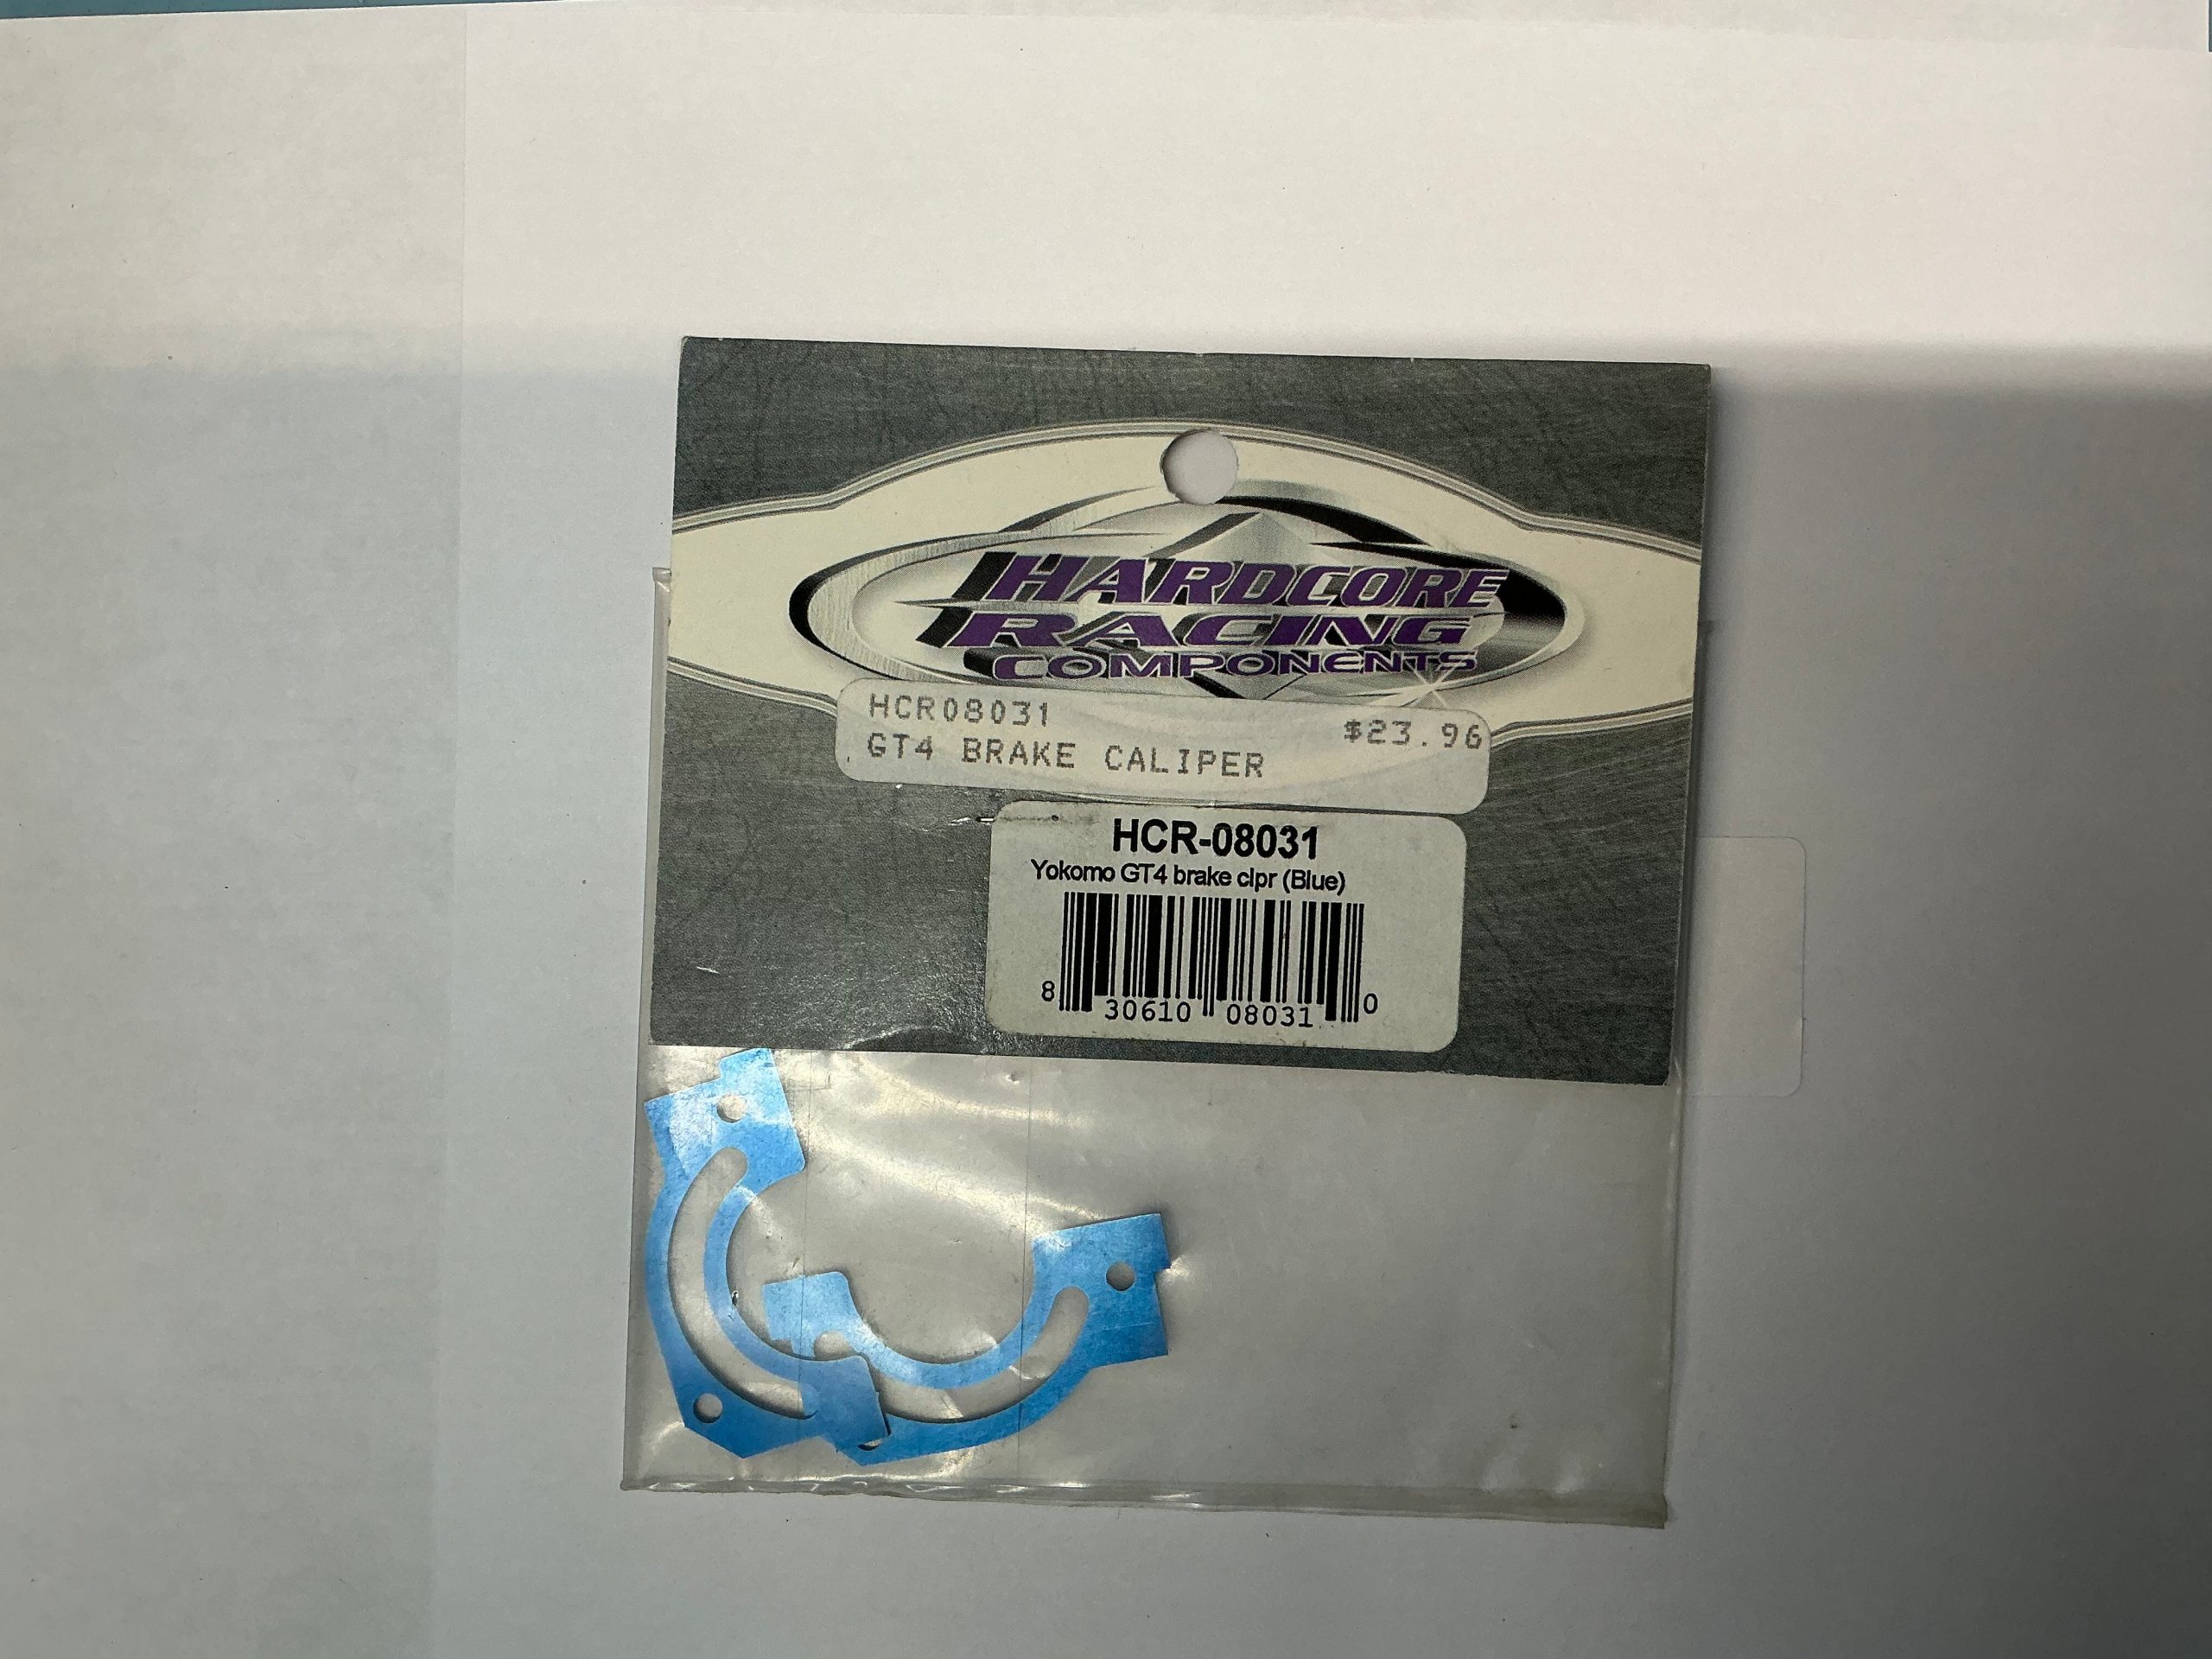 HARDCORE
RACING
COMPONENTS
HCR08031 $23.96
GT4 BRAKE CALIPER
HCR-08031
Yokomo GT4 brake clpr (Blue)
8 30610 08031 0